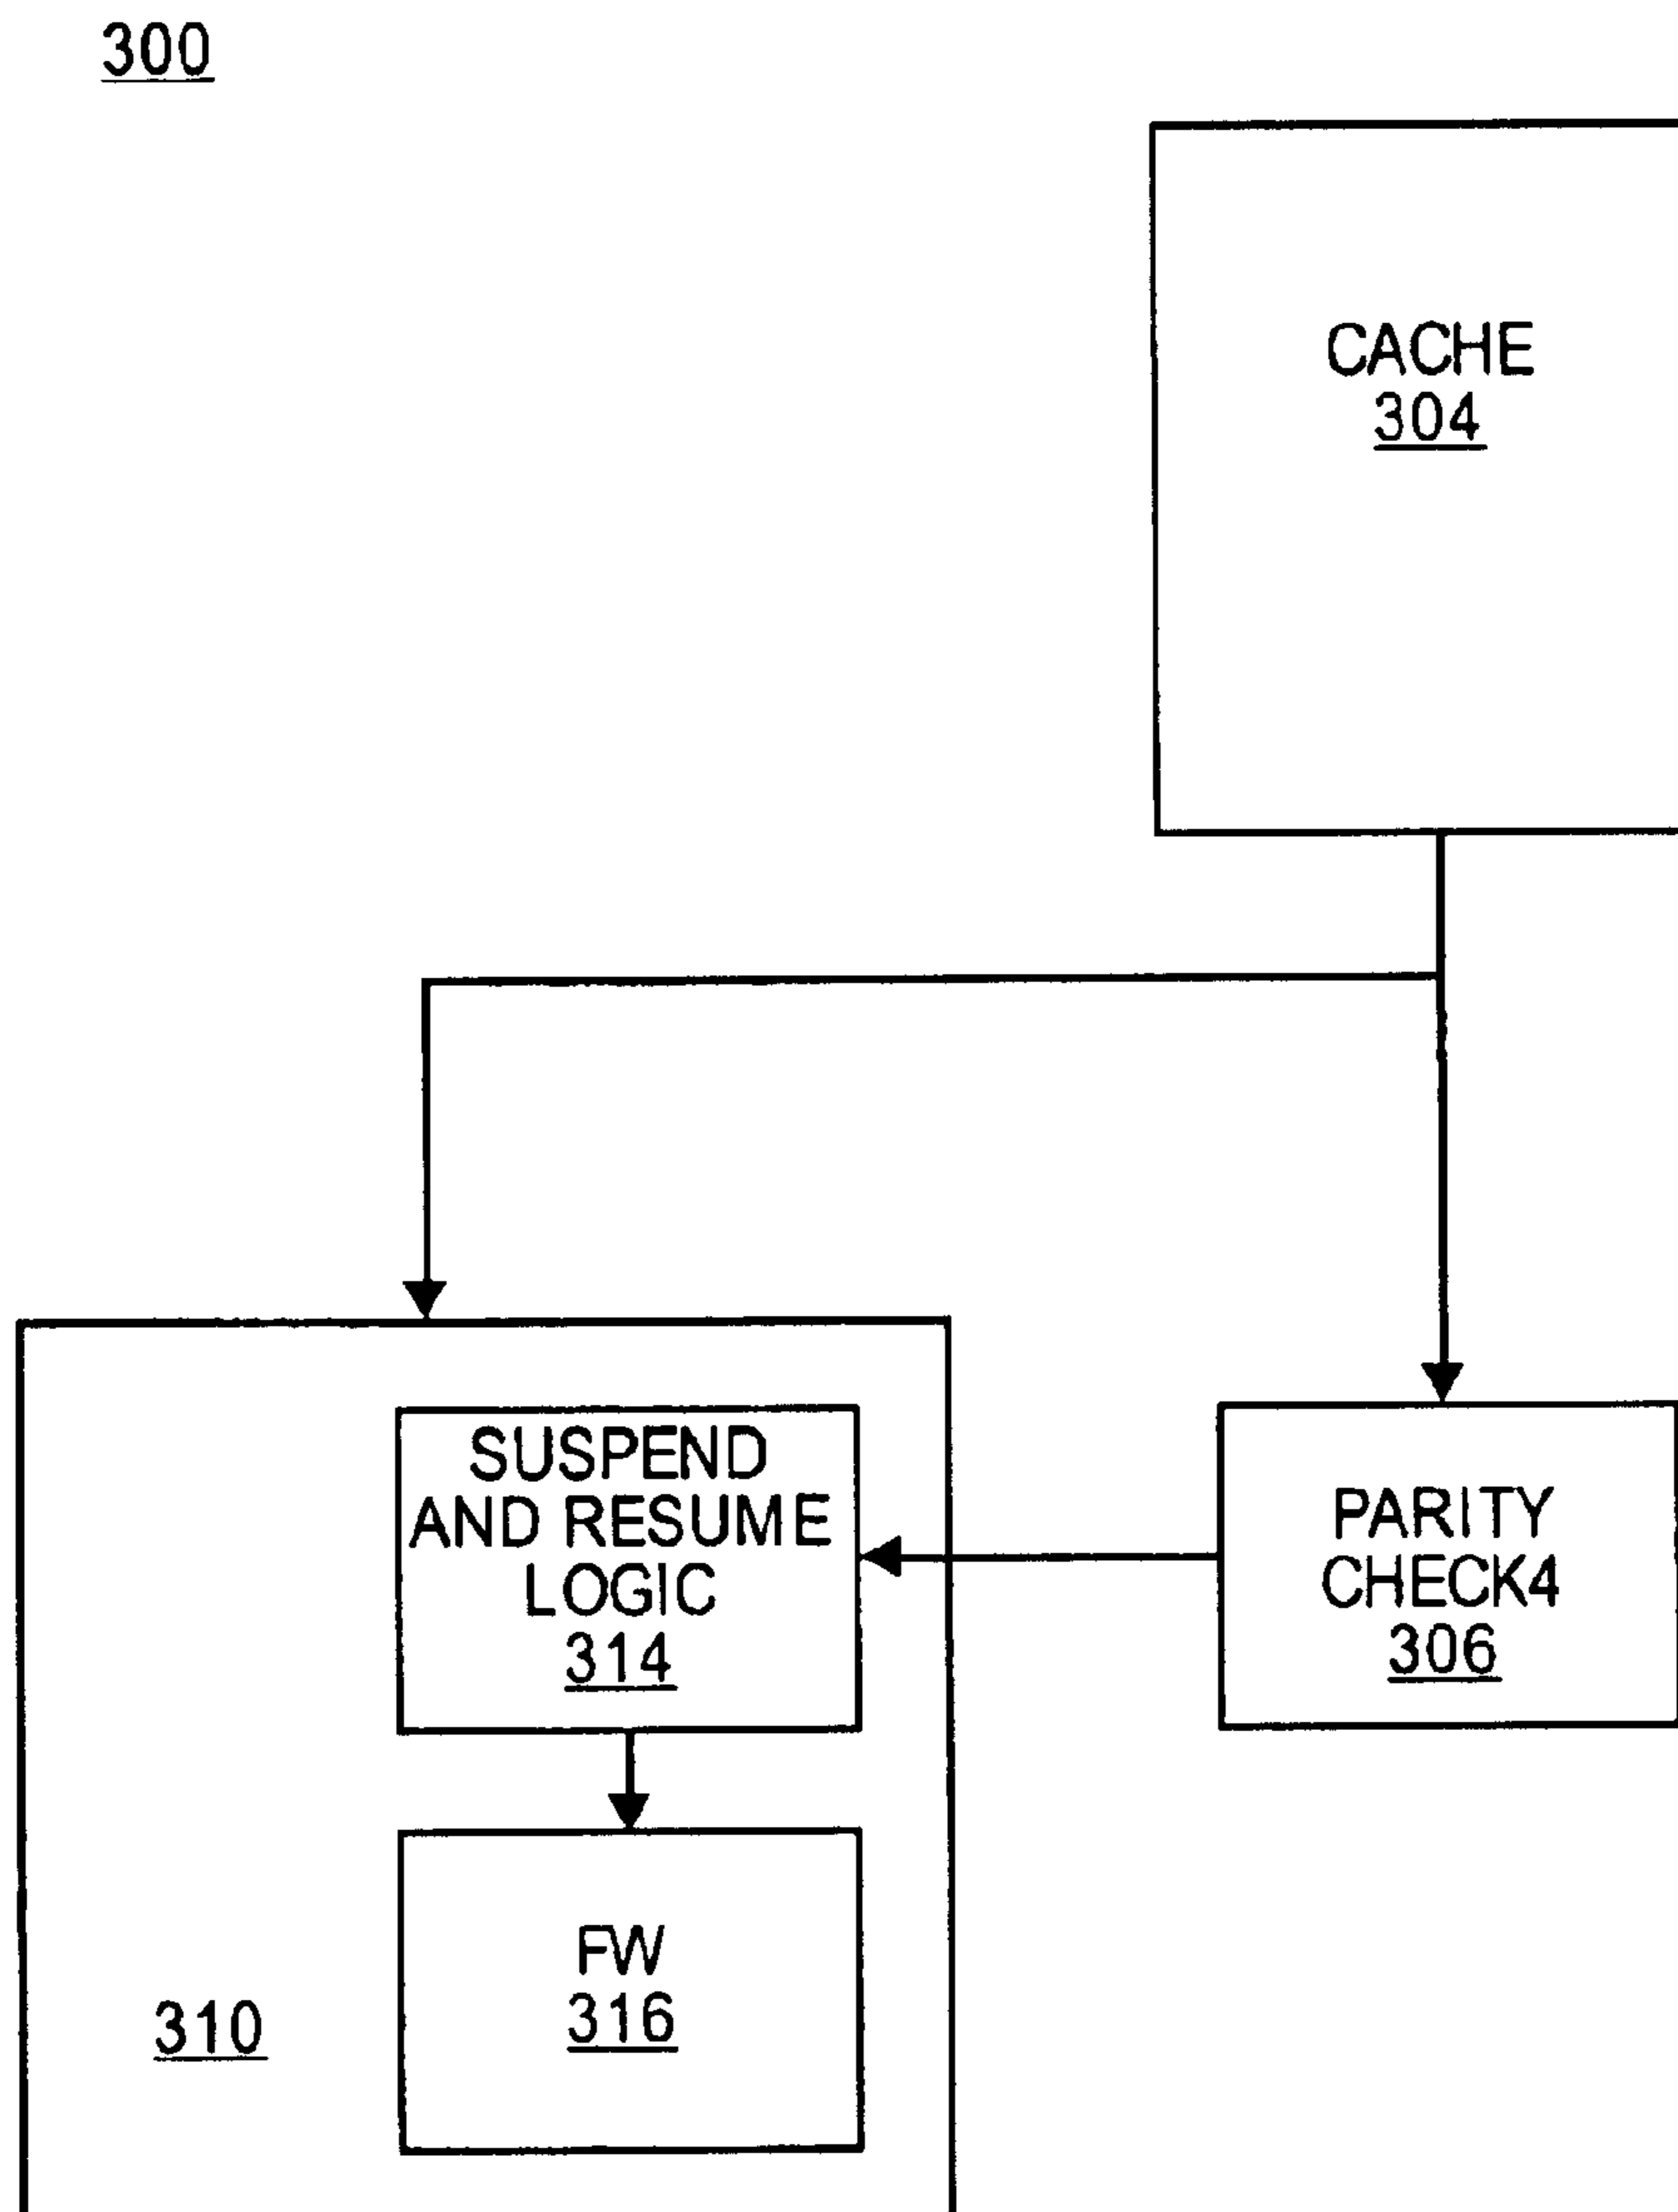 300
CACHE
304
SUSPEND
AND RESUME
LOGIC
314
PARITY
CHECK4
306
FW
316
310